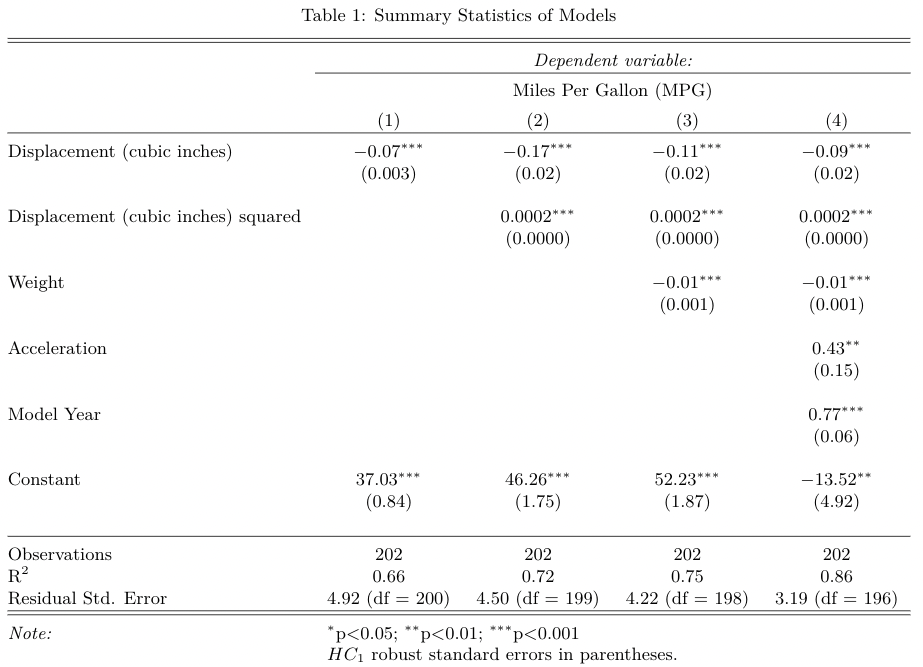 Table 1: Summary Statistics of Models
Dependent variable:
Miles Per Gallon (MPG)
(1) (2) (3) (4)
Displacement (cubic inches) −0.07*** −0.17*** −0.11*** −0.09***
(0.003) (0.02) (0.02) (0.02)
Displacement (cubic inches) squared 0.0002*** 0.0002*** 0.0002***
(0.0000) (0.0000) (0.0000)
Weight −0.01*** −0.01***
(0.001) (0.001)
Acceleration 0.43**
(0.15)
Model Year 0.77***
(0.06)
Constant 37.03*** 46.26*** 52.23*** −13.52**
(0.84) (1.75) (1.87) (4.92)
Observations 202 202 202 202
R² 0.66 0.72 0.75 0.86
Residual Std. Error 4.92 (df = 200) 4.50 (df = 199) 4.22 (df = 198) 3.19 (df = 196)
Note: *p<0.05; **p<0.01; ***p<0.001
HC₁ robust standard errors in parentheses.